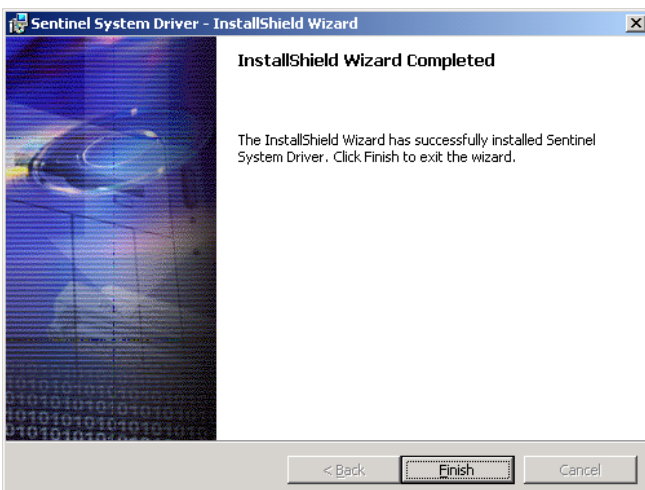 Sentinel System Driver - InstallShield Wizard
InstallShield Wizard Completed
The InstallShield Wizard has successfully installed Sentinel
System Driver. Click Finish to exit the wizard.
< Back
Finish
Cancel